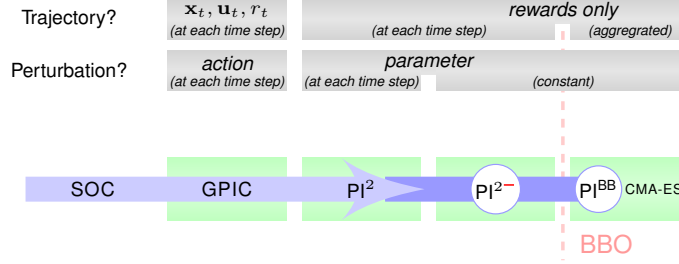 Trajectory? x_t, u_t, r_t rewards only
(at each time step) (at each time step) (aggregrated)
Perturbation? action parameter
(at each time step) (at each time step) (constant)
SOC GPIC PI² PI²⁻ PI^BB CMA-ES
BBO